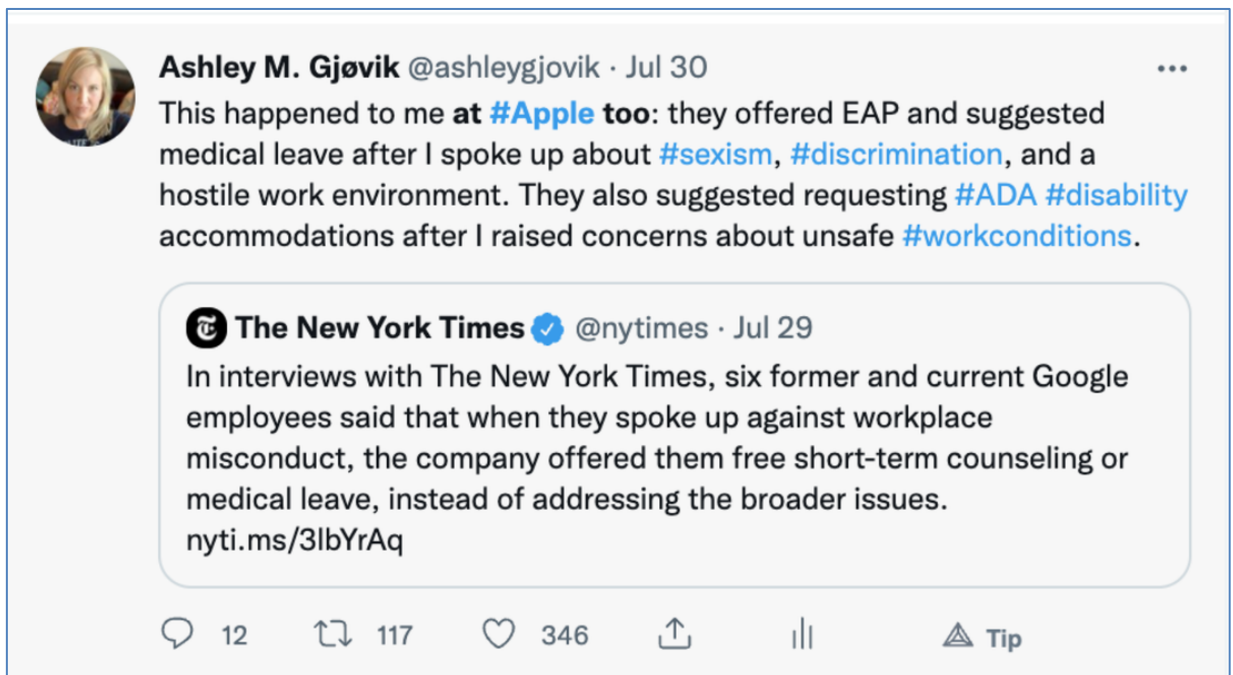 Ashley M. Gjøvik @ashleygjovik · Jul 30
This happened to me at #Apple too: they offered EAP and suggested
medical leave after I spoke up about #sexism, #discrimination, and a
hostile work environment. They also suggested requesting #ADA #disability
accommodations after I raised concerns about unsafe #workconditions.
The New York Times @nytimes · Jul 29
In interviews with The New York Times, six former and current Google
employees said that when they spoke up against workplace
misconduct, the company offered them free short-term counseling or
medical leave, instead of addressing the broader issues.
nyti.ms/3lbYrAq
12 117 346 Tip